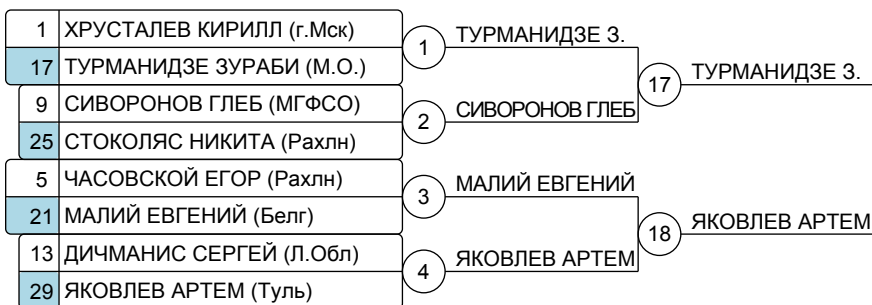 1 ХРУСТАЛЕВ КИРИЛЛ (г.Мск)
17 ТУРМАНИДЗЕ ЗУРАБИ (М.О.)
9 СИВОРОНОВ ГЛЕБ (МГФСО)
25 СТОКОЛЯС НИКИТА (Рахлн)
5 ЧАСОВСКОЙ ЕГОР (Рахлн)
21 МАЛИЙ ЕВГЕНИЙ (Белг)
13 ДИЧМАНИС СЕРГЕЙ (Л.Обл)
29 ЯКОВЛЕВ АРТЕМ (Туль)
1 ТУРМАНИДЗЕ З.
2 СИВОРОНОВ ГЛЕБ
3 МАЛИЙ ЕВГЕНИЙ
4 ЯКОВЛЕВ АРТЕМ
17 ТУРМАНИДЗЕ З.
18 ЯКОВЛЕВ АРТЕМ